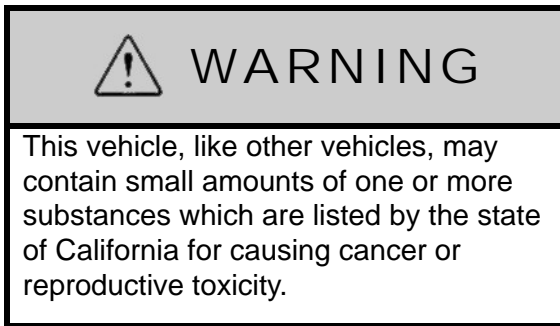 WARNING
This vehicle, like other vehicles, may
contain small amounts of one or more
substances which are listed by the state
of California for causing cancer or
reproductive toxicity.